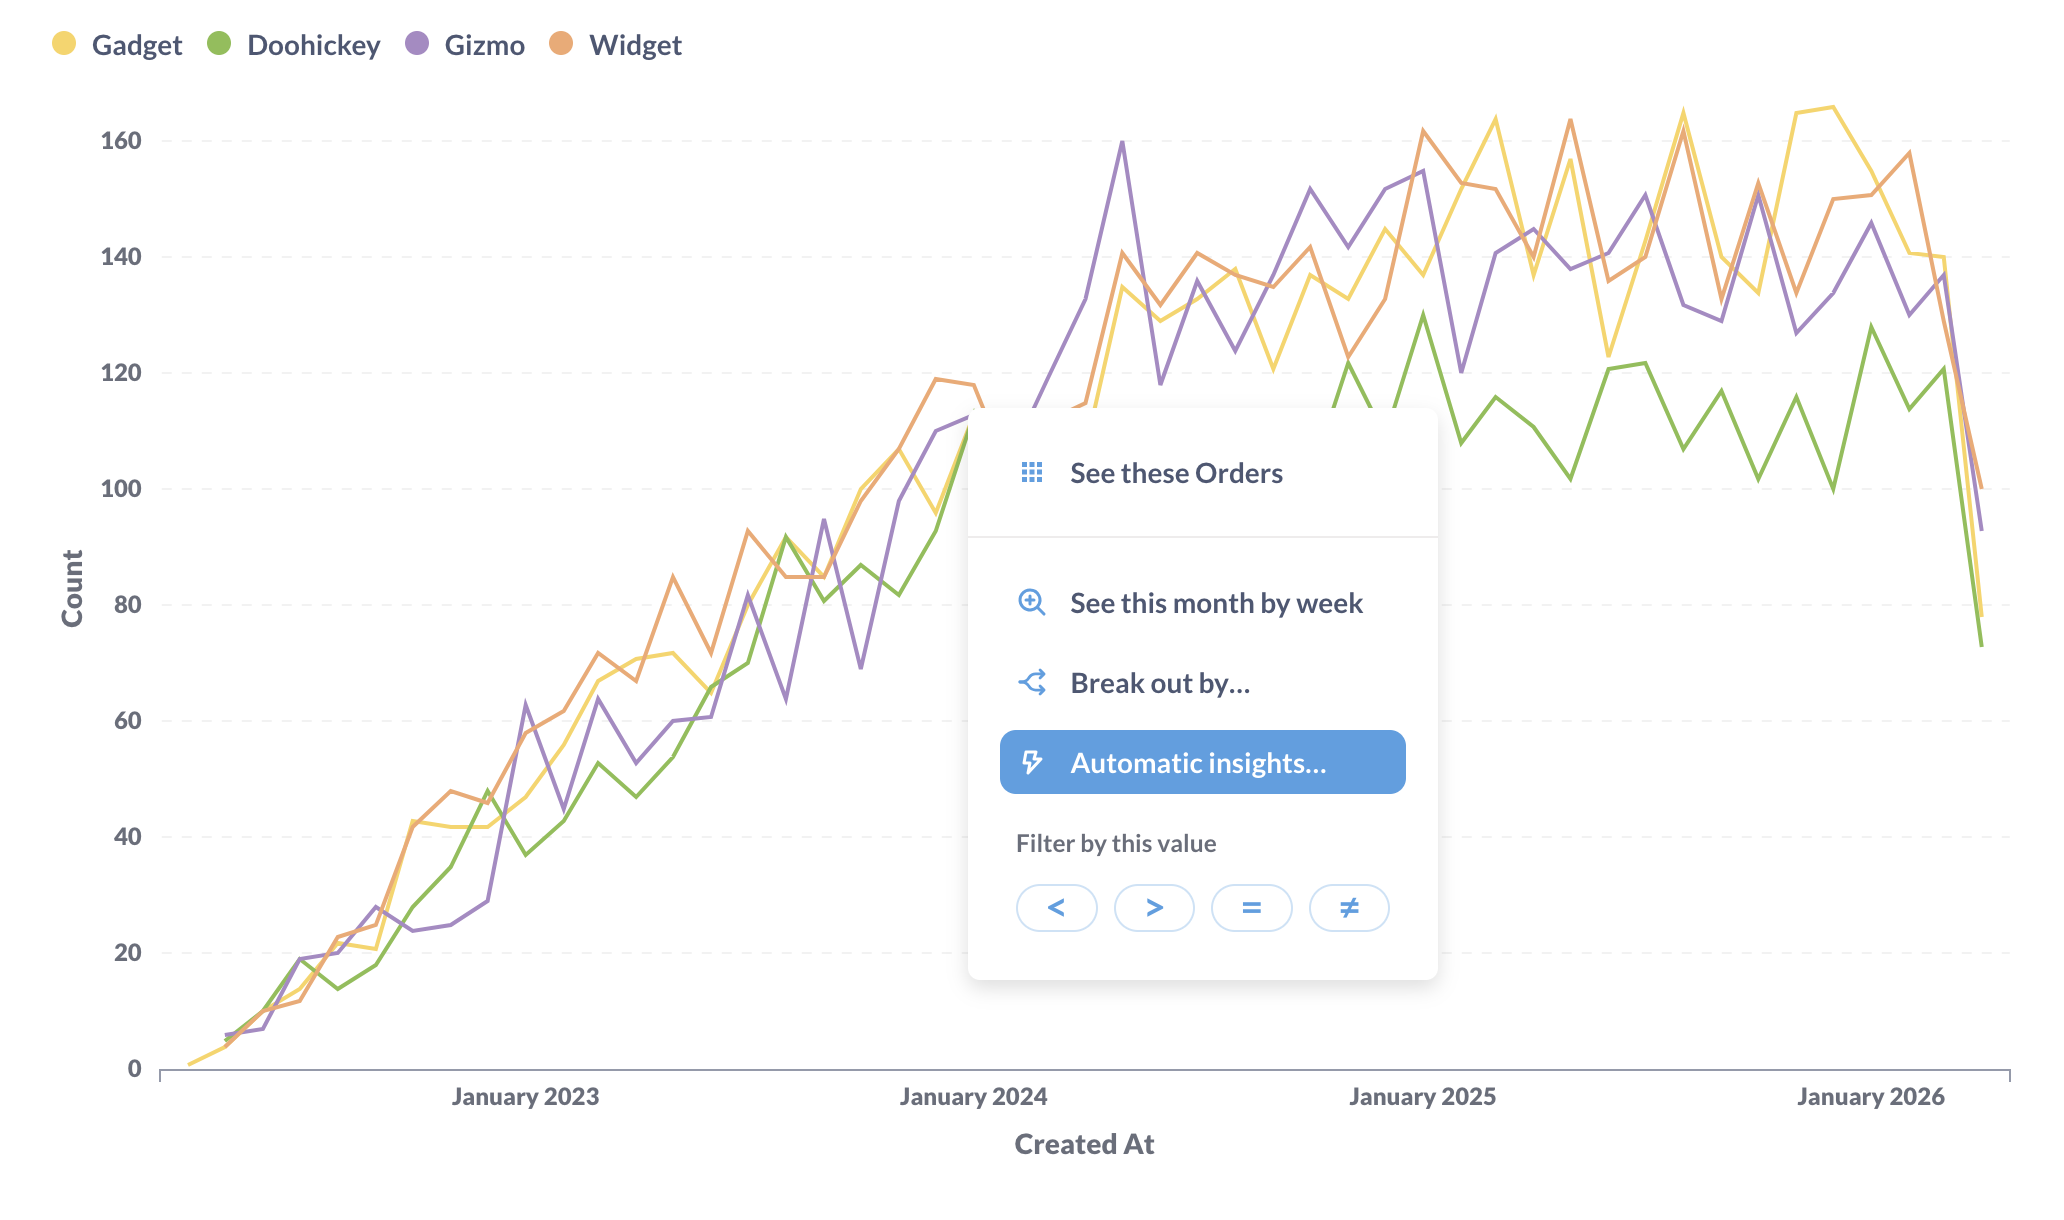 Gadget Doohickey Gizmo Widget
160
140
120
100
80
60
40
20
0
Count
See these Orders
See this month by week
Break out by...
Automatic insights...
Filter by this value
< > = ≠
January 2023 January 2024 January 2025 January 2026
Created At